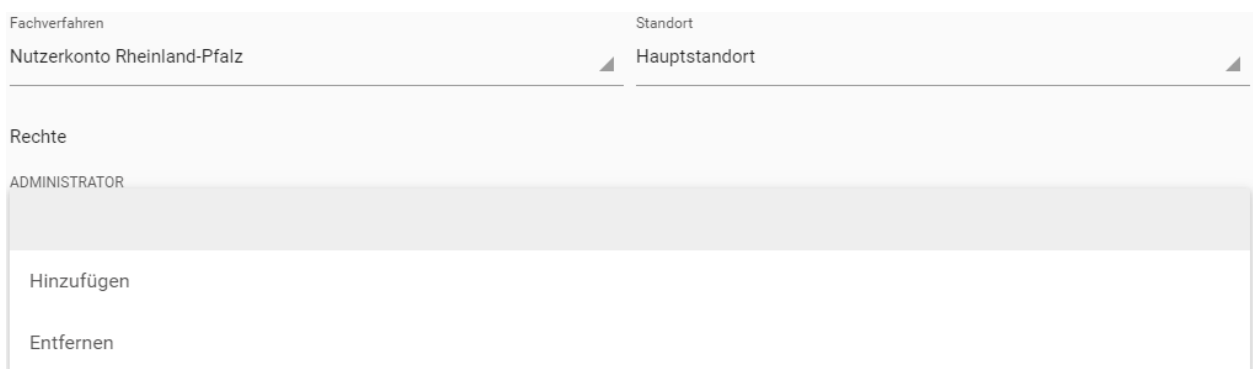 Fachverfahren
Standort
Nutzerkonto Rheinland-Pfalz
Hauptstandort
Rechte
ADMINISTRATOR
Hinzufügen
Entfernen